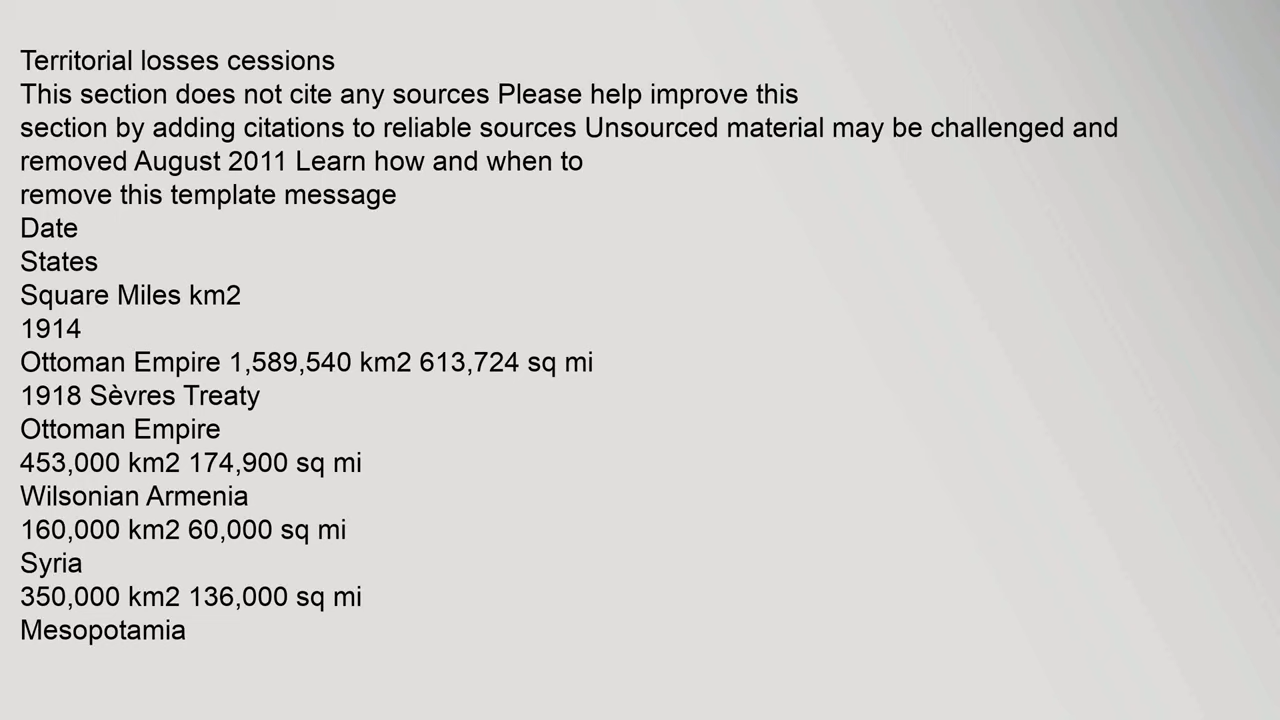 Territorial losses cessions
This section does not cite any sources Please help improve this
section by adding citations to reliable sources Unsourced material may be challenged and
removed August 2011 Learn how and when to
remove this template message
Date
States
Square Miles km2
1914
Ottoman Empire 1,589,540 km2 613,724 sq mi
1918 Sèvres Treaty
Ottoman Empire
453,000 km2 174,900 sq mi
Wilsonian Armenia
160,000 km2 60,000 sq mi
Syria
350,000 km2 136,000 sq mi
Mesopotamia